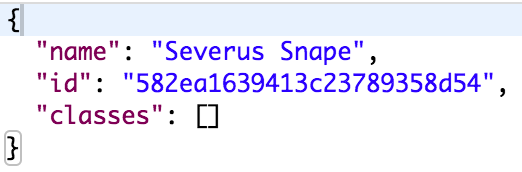 {
"name": "Severus Snape",
"id": "582ea1639413c23789358d54",
"classes": []
}